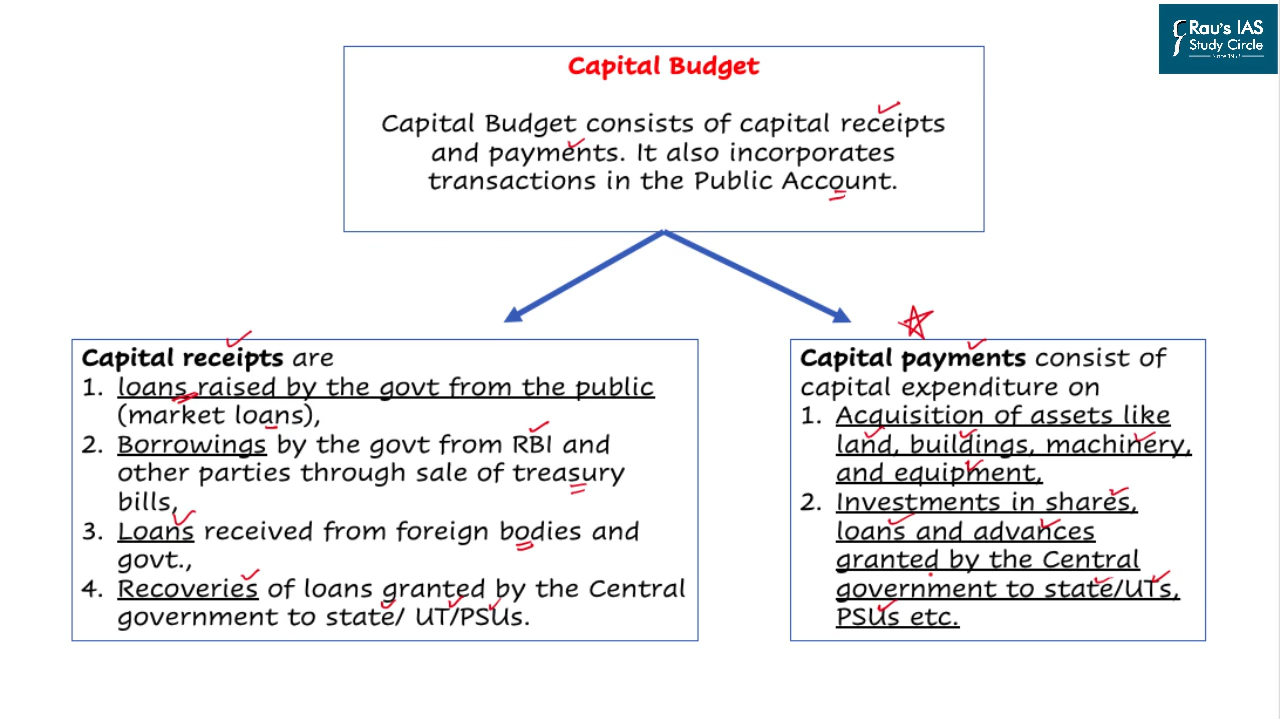 Rau's IAS
Study Circle
Capital Budget
Capital Budget consists of capital receipts
and payments. It also incorporates
transactions in the Public Account.
Capital receipts are
1. loans raised by the govt from the public
(market loans),
2. Borrowings by the govt from RBI and
other parties through sale of treasury
bills,
3. Loans received from foreign bodies and
govt.,
4. Recoveries of loans granted by the Central
government to state/ UT/PSUs.
Capital payments consist of
capital expenditure on
1. Acquisition of assets like
land, buildings, machinery,
and equipment,
2. Investments in shares,
loans and advances
granted by the Central
government to state/UTs,
PSUs etc.